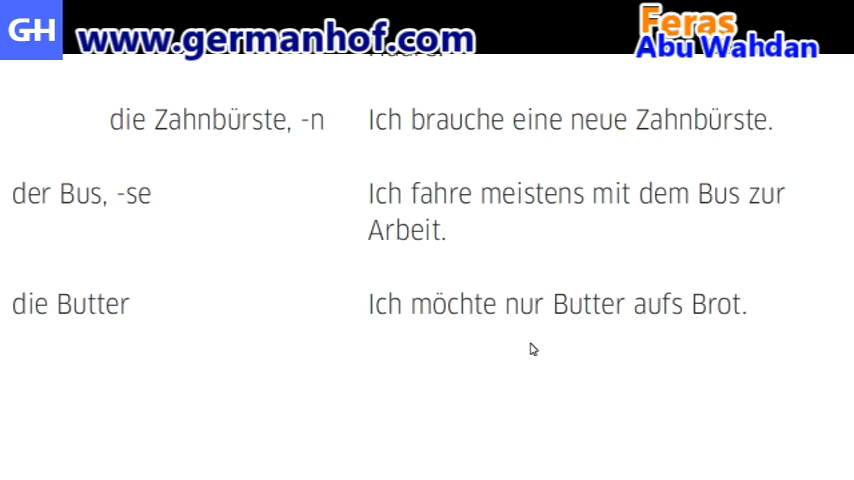 GH
www.germanhof.com
Feras
Abu Wahdan
die Zahnbürste, -n
Ich brauche eine neue Zahnbürste.
der Bus, -se
Ich fahre meistens mit dem Bus zur
Arbeit.
die Butter
Ich möchte nur Butter aufs Brot.